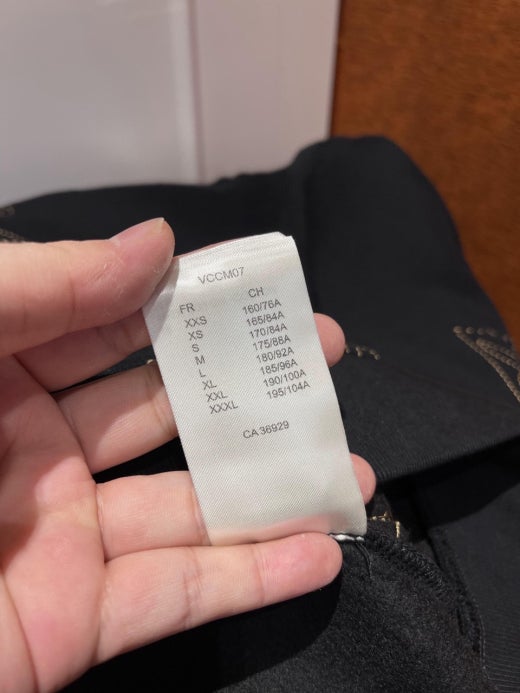 VCCM07
FR CH
XXS 160/76A
XS 165/84A
S 170/84A
M 175/88A
L 180/92A
XL 185/96A
XXL 190/100A
XXXL 195/104A
CA 36929